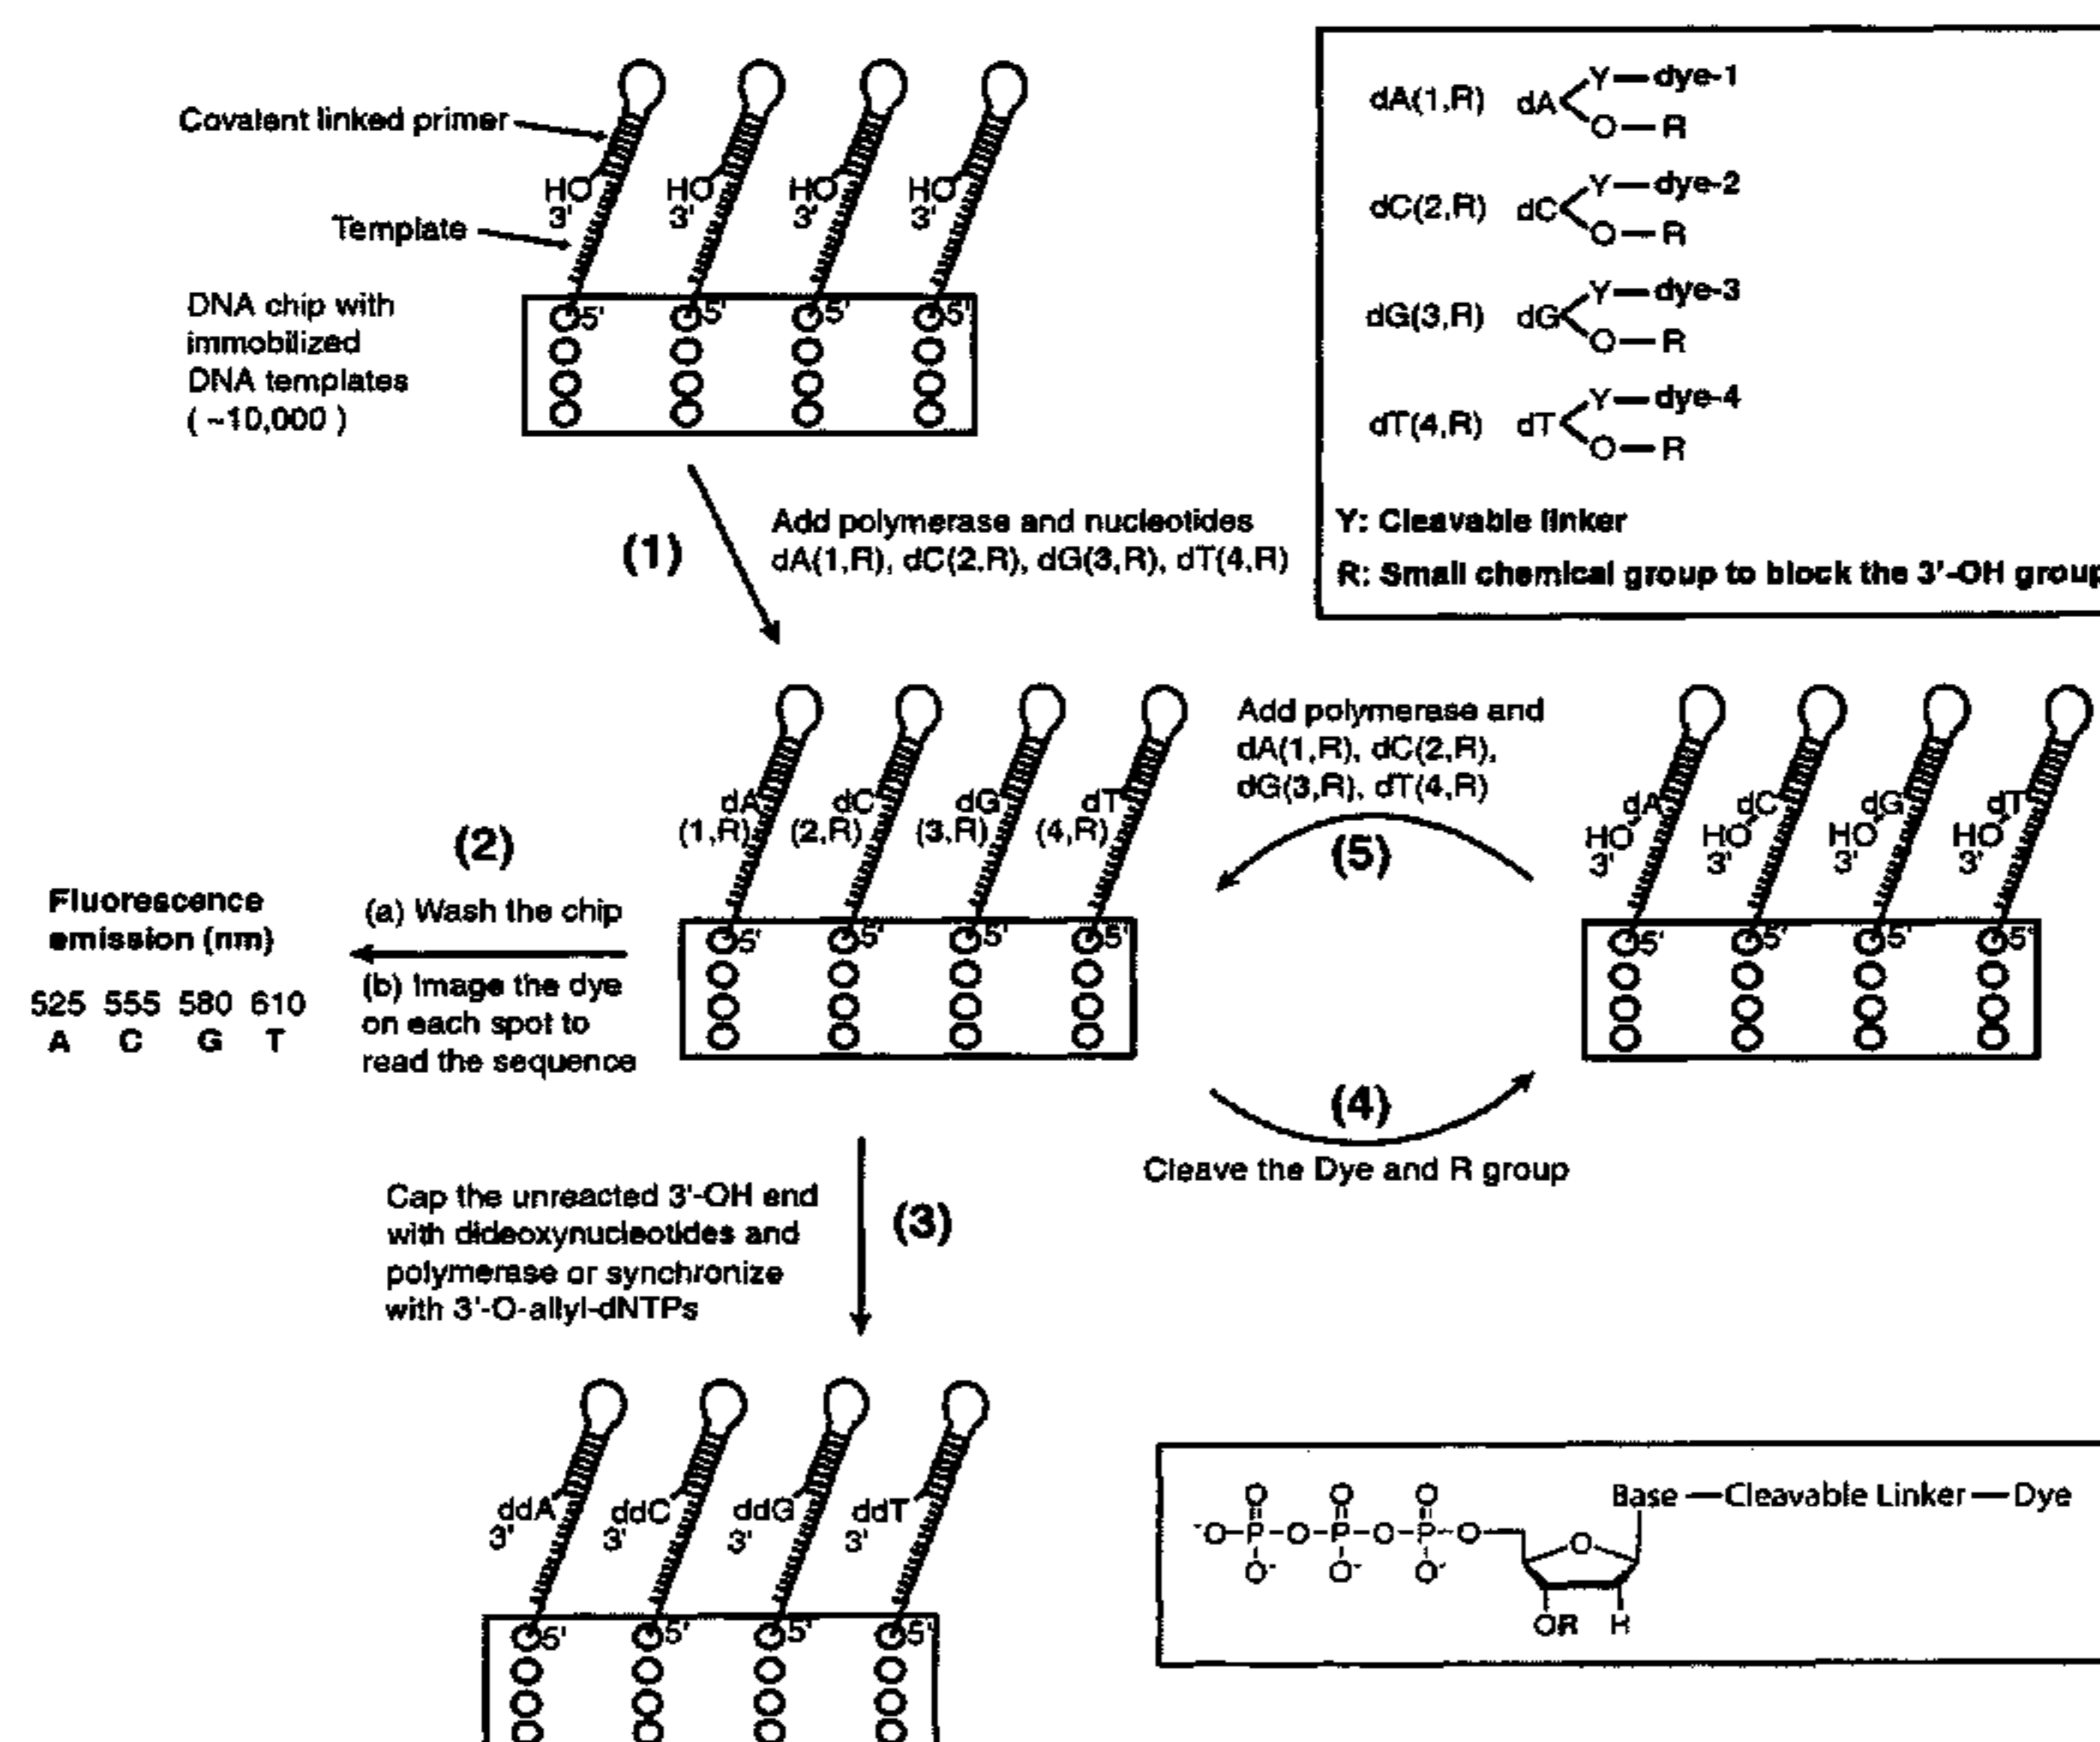 Covalent linked primer
HO HO HO HO
3' 3' 3' 3'
Template
DNA chip with
immobilized
DNA templates
( ~10,000 )
5' 5' 5' 5'
dA(1,R) dA Y—dye-1
O—R
dC(2,R) dC Y—dye-2
O—R
dG(3,R) dG Y—dye-3
O—R
dT(4,R) dT Y—dye-4
O—R
Y: Cleavable linker
R: Small chemical group to block the 3'-OH group
(1)
Add polymerase and nucleotides
dA(1,R), dC(2,R), dG(3,R), dT(4,R)
dA dC dG dT
(1,R) (2,R) (3,R) (4,R)
5' 5' 5' 5'
Add polymerase and
dA(1,R), dC(2,R),
dG(3,R), dT(4,R)
(5)
dA dC dG dT
HO HO HO HO
3' 3' 3' 3'
5' 5' 5' 5'
(2)
(a) Wash the chip
(b) Image the dye
on each spot to
read the sequence
Fluorescence
emission (nm)
525 555 580 610
A C G T
(4)
Cleave the Dye and R group
Cap the unreacted 3'-OH end
with dideoxynucleotides and
polymerase or synchronize
with 3'-O-allyl-dNTPs
(3)
ddA ddC ddG ddT
3' 3' 3' 3'
5' 5' 5' 5'
Base — Cleavable Linker — Dye
O O O
-O-P-O-P-O-P-O O
O- O- O-
OR H